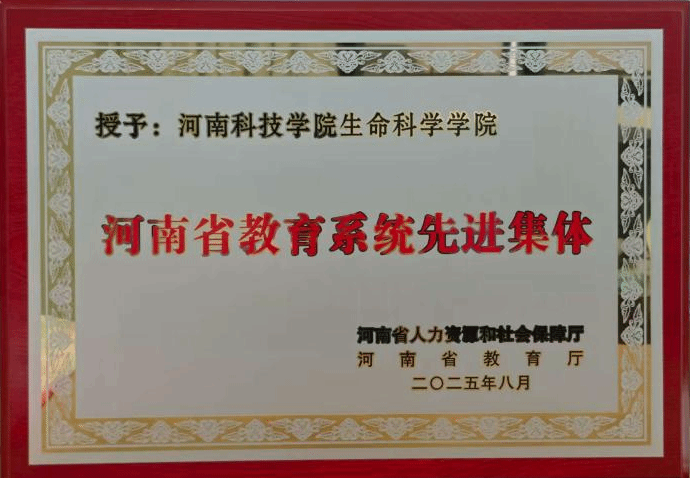 授予：河南科技学院生命科学学院
河南省教育系统先进集体
河南省人力资源和社会保障厅
河南省教育厅
二〇二五年八月